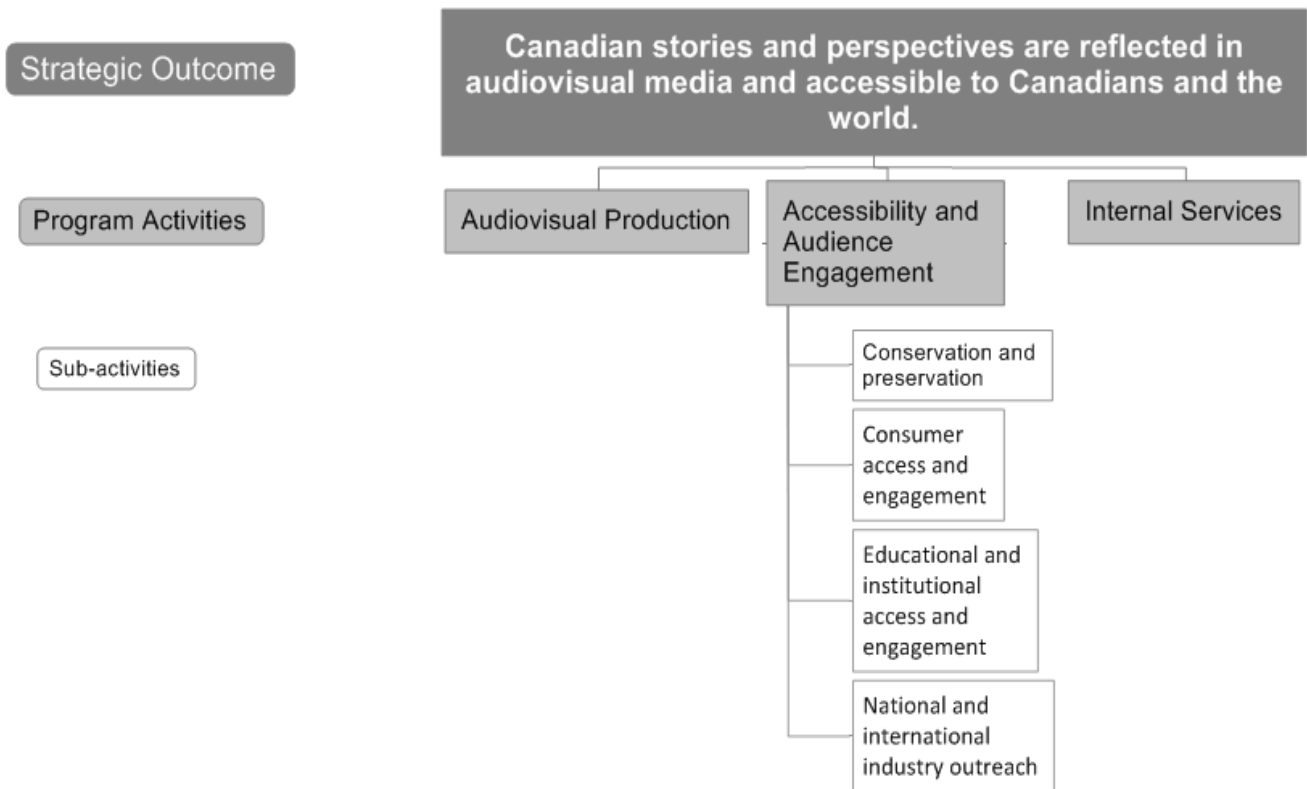 Strategic Outcome
Canadian stories and perspectives are reflected in
audiovisual media and accessible to Canadians and the
world.
Program Activities
Audiovisual Production
Accessibility and
Audience
Engagement
Internal Services
Sub-activities
Conservation and
preservation
Consumer
access and
engagement
Educational and
institutional
access and
engagement
National and
international
industry outreach